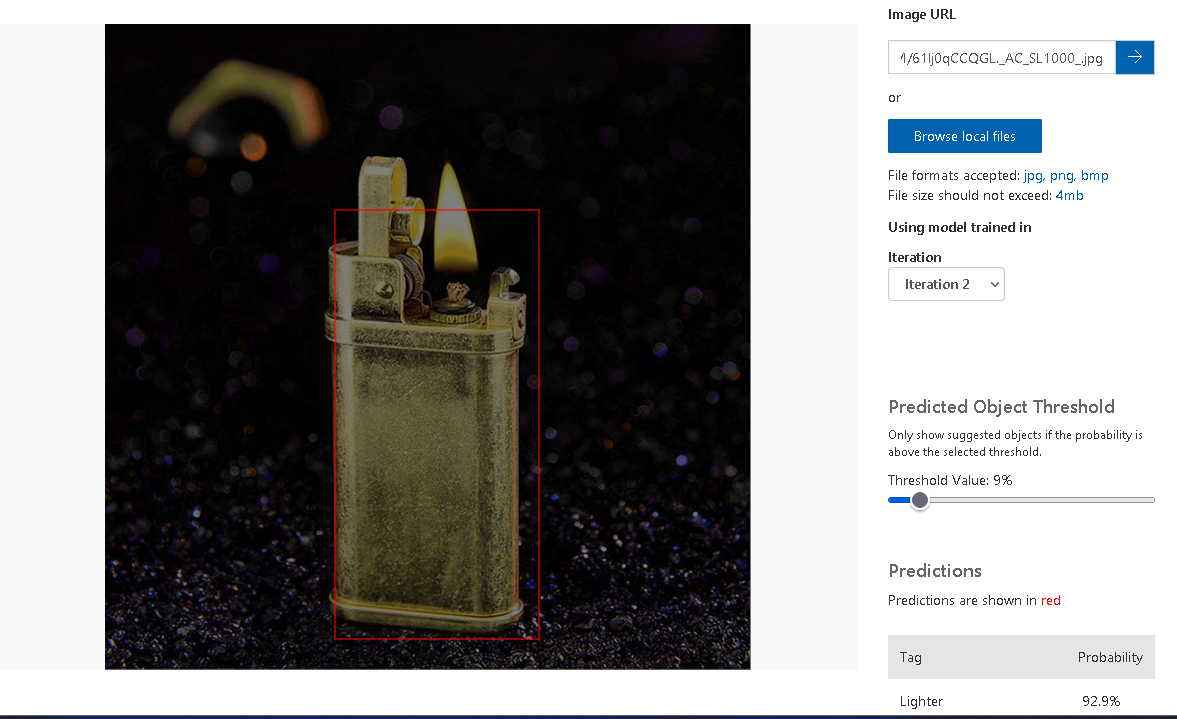 Image URL
/61lj0qCCQGL._AC_SL1000_.jpg
or
Browse local files
File formats accepted: jpg, png, bmp
File size should not exceed: 4mb
Using model trained in
Iteration
Iteration 2
Predicted Object Threshold
Only show suggested objects if the probability is
above the selected threshold.
Threshold Value: 9%
Predictions
Predictions are shown in red
Tag Probability
Lighter 92.9%